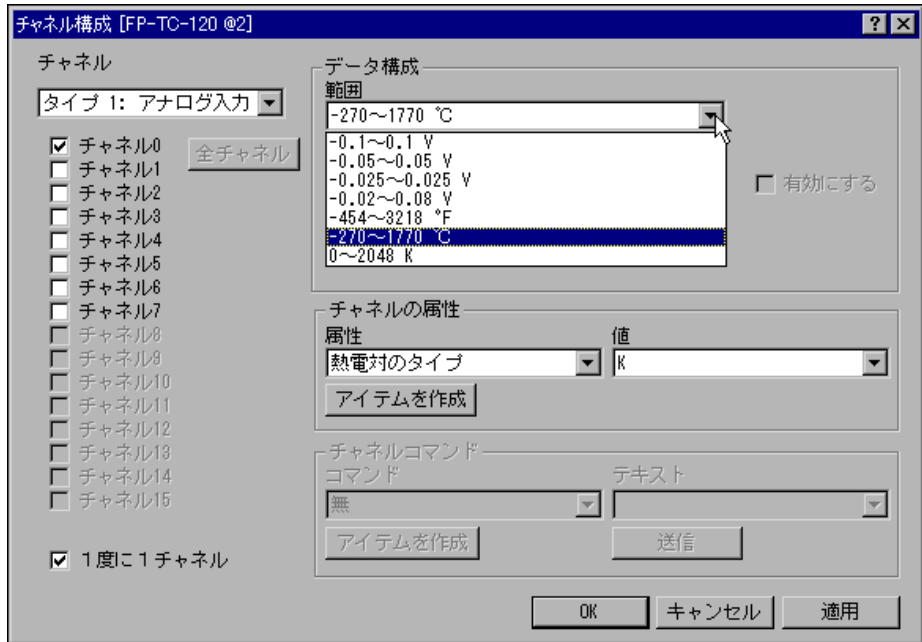 チャネル構成 [FP-TC-120 @2]
チャネル
タイプ 1: アナログ入力
チャネル0
全チャネル
チャネル1
チャネル2
チャネル3
チャネル4
チャネル5
チャネル6
チャネル7
チャネル8
チャネル9
チャネル10
チャネル11
チャネル12
チャネル13
チャネル14
チャネル15
1度に1チャネル
データ構成
範囲
-270～1770 ℃
-0.1～0.1 V
-0.05～0.05 V
-0.025～0.025 V
-0.02～0.08 V
-454～3218 °F
-270～1770 ℃
0～2048 K
有効にする
チャネルの属性
属性
値
熱電対のタイプ
K
アイテムを作成
チャネルコマンド
コマンド
テキスト
無
アイテムを作成
送信
OK
キャンセル
適用